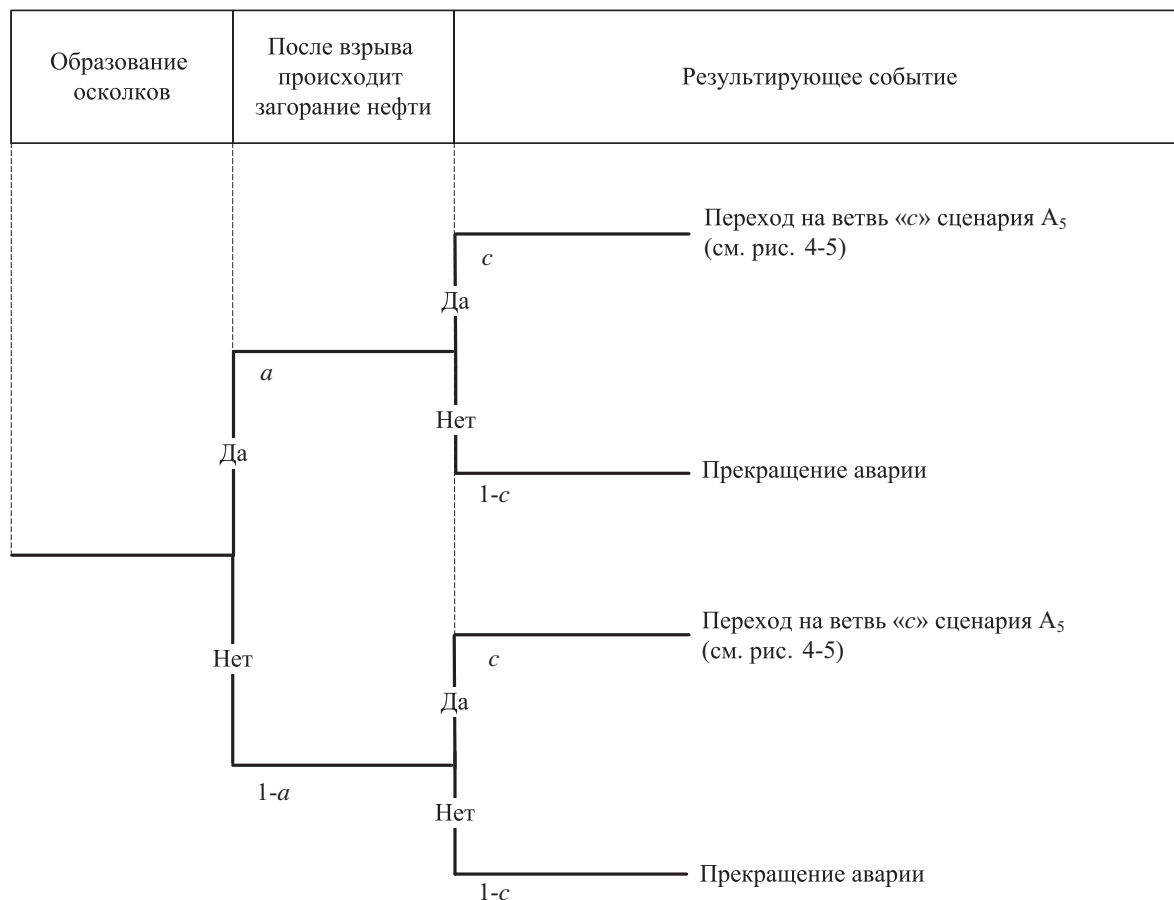 Образование
осколков
После взрыва
происходит
загорание нефти
Результирующее событие
Переход на ветвь «с» сценария А5
(см. рис. 4-5)
c
Да
a
Нет
Да
Прекращение аварии
1-c
Переход на ветвь «с» сценария А5
(см. рис. 4-5)
Нет
c
Да
1-a
Нет
Прекращение аварии
1-c